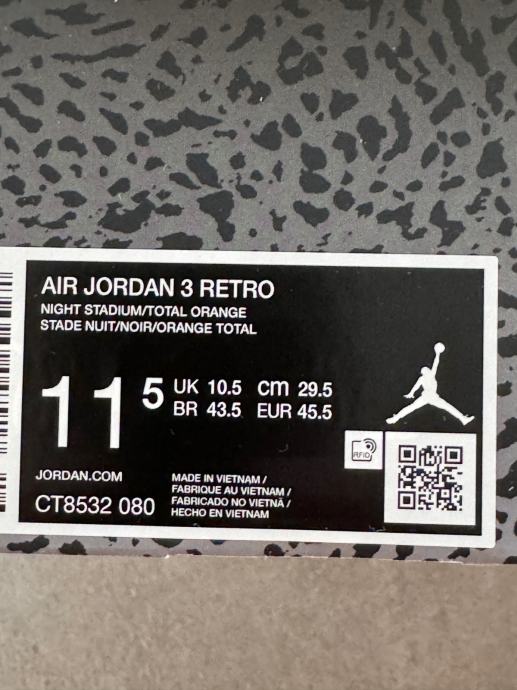 AIR JORDAN 3 RETRO
NIGHT STADIUM/TOTAL ORANGE
STADE NUIT/NOIR/ORANGE TOTAL
11 5
UK 10.5 cm 29.5
BR 43.5 EUR 45.5
RFID
JORDAN.COM
CT8532 080
MADE IN VIETNAM /
FABRIQUE AU VIETNAM /
FABRICADO NO VIETNÃ /
HECHO EN VIETNAM